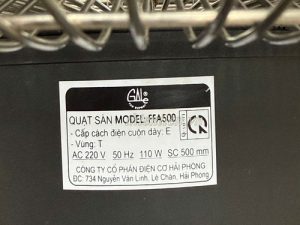 QUẠT SÀN MODEL: FFA500
- Cấp cách điện cuộn dây: E
- Vùng: T
AC 220 V 50 Hz 110 W SC 500 mm
CÔNG TY CỔ PHẦN ĐIỆN CƠ HẢI PHÒNG
ĐC: 734 Nguyễn Văn Linh, Lê Chân, Hải Phòng